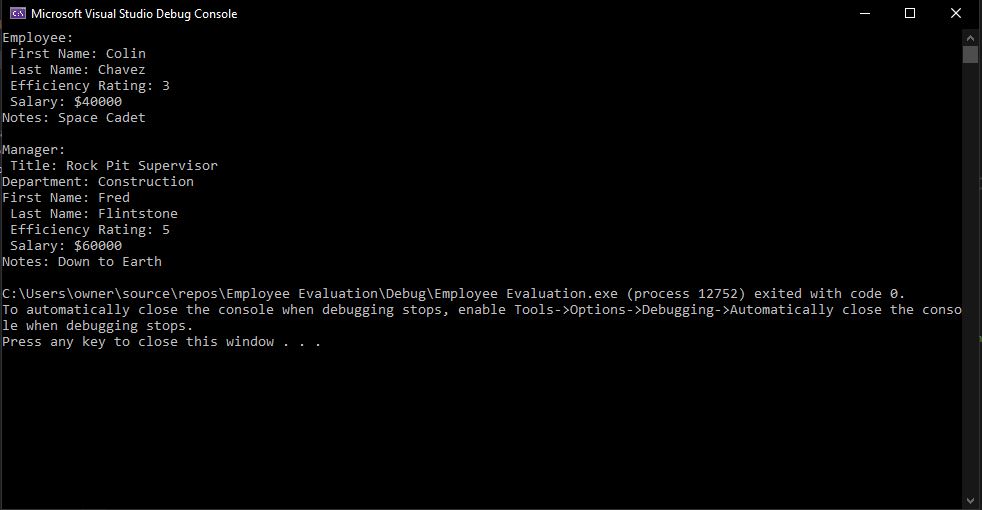 Microsoft Visual Studio Debug Console
Employee:
 First Name: Colin
 Last Name: Chavez
 Efficiency Rating: 3
 Salary: $40000
Notes: Space Cadet

Manager:
 Title: Rock Pit Supervisor
Department: Construction
First Name: Fred
 Last Name: Flintstone
 Efficiency Rating: 5
 Salary: $60000
Notes: Down to Earth

C:\Users\owner\source\repos\Employee Evaluation\Debug\Employee Evaluation.exe (process 12752) exited with code 0.
To automatically close the console when debugging stops, enable Tools->Options->Debugging->Automatically close the conso
le when debugging stops.
Press any key to close this window . . .